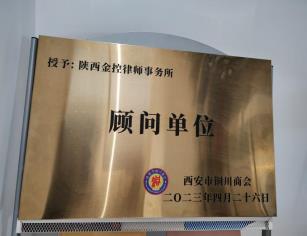 授予：陕西金控律师事务所
顾问单位
西安市铜川商会
二〇二三年四月二十六日